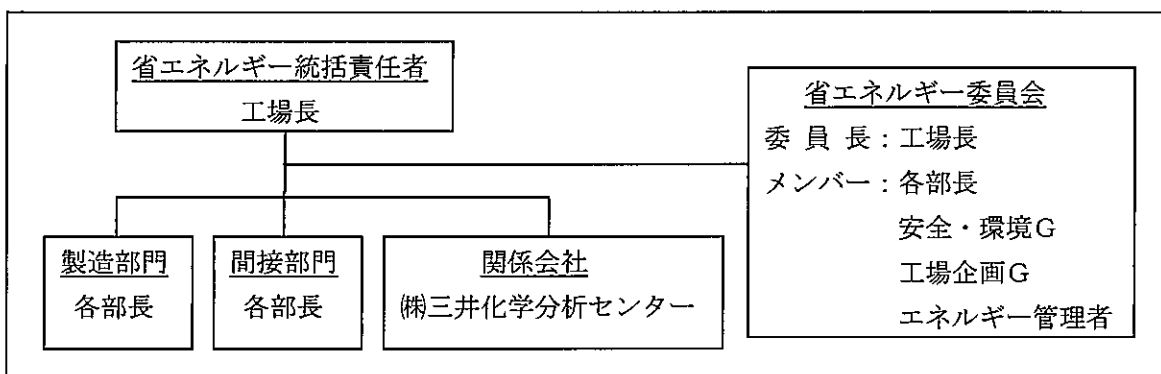 省エネルギー統括責任者
工場長
省エネルギー委員会
委員長：工場長
メンバー：各部長
安全・環境G
工場企画G
エネルギー管理者
製造部門
各部長
間接部門
各部長
関係会社
㈱三井化学分析センター